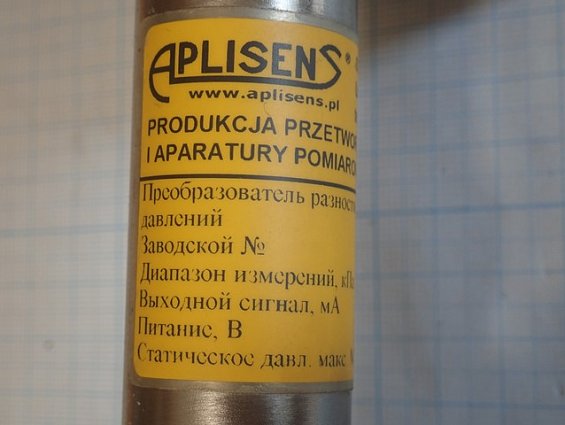 APLISENS®
www.aplisens.pl
PRODUKCJA
I APARATURY
Преобразователь
давлений
Заводской №
Диапазон измерений,
Выходной сигнал, мА
Питание, В
Статическое давл. макс